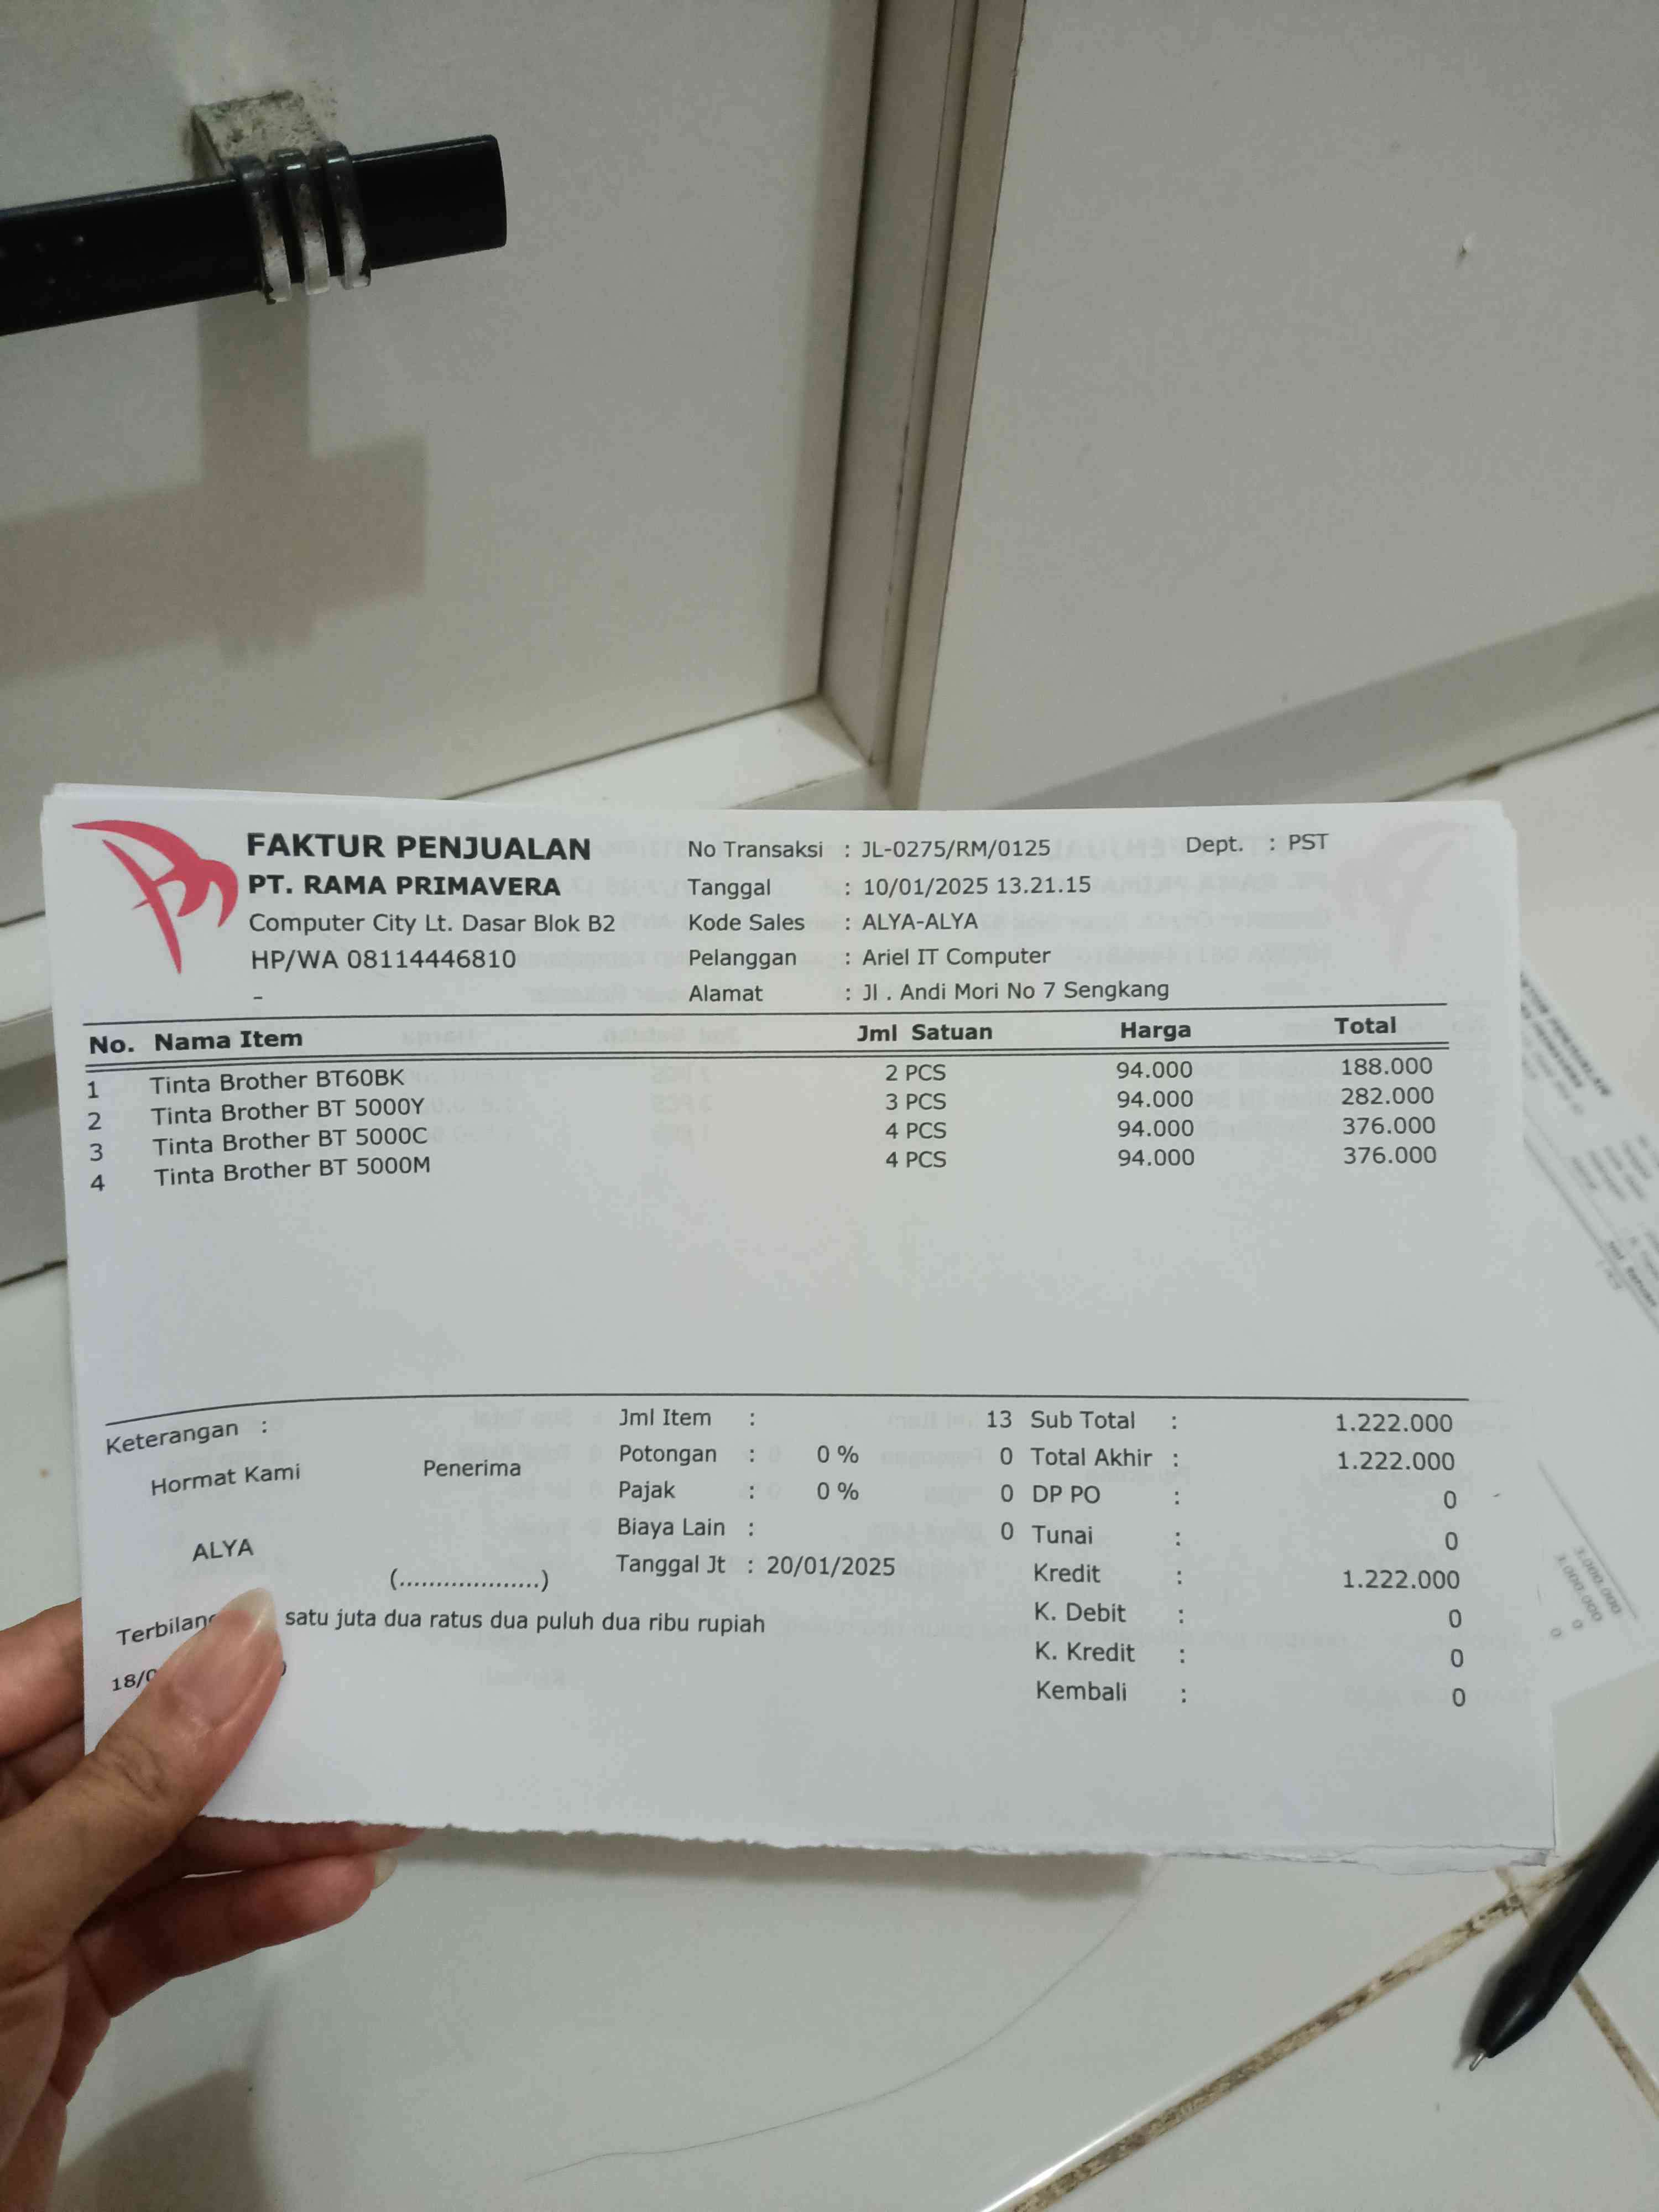 FAKTUR PENJUALAN
PT. RAMA PRIMAVERA
Computer City Lt. Dasar Blok B2
HP/WA 08114446810
-
No Transaksi : JL-0275/RM/0125
Dept. : PST
Tanggal : 10/01/2025 13.21.15
Kode Sales : ALYA-ALYA
Pelanggan : Ariel IT Computer
Alamat : Jl . Andi Mori No 7 Sengkang
No. Nama Item Jml Satuan Harga Total
1 Tinta Brother BT60BK 2 PCS 94.000 188.000
2 Tinta Brother BT 5000Y 3 PCS 94.000 282.000
3 Tinta Brother BT 5000C 4 PCS 94.000 376.000
4 Tinta Brother BT 5000M 4 PCS 94.000 376.000
Keterangan :
Hormat Kami Penerima
ALYA
(...................)
Jml Item : 13
Potongan : 0 % 0
Pajak : 0 % 0
Biaya Lain : 0
Tanggal Jt : 20/01/2025
Sub Total : 1.222.000
Total Akhir : 1.222.000
DP PO : 0
Tunai : 0
Kredit : 1.222.000
K. Debit : 0
K. Kredit : 0
Kembali : 0
satu juta dua ratus dua puluh dua ribu rupiah